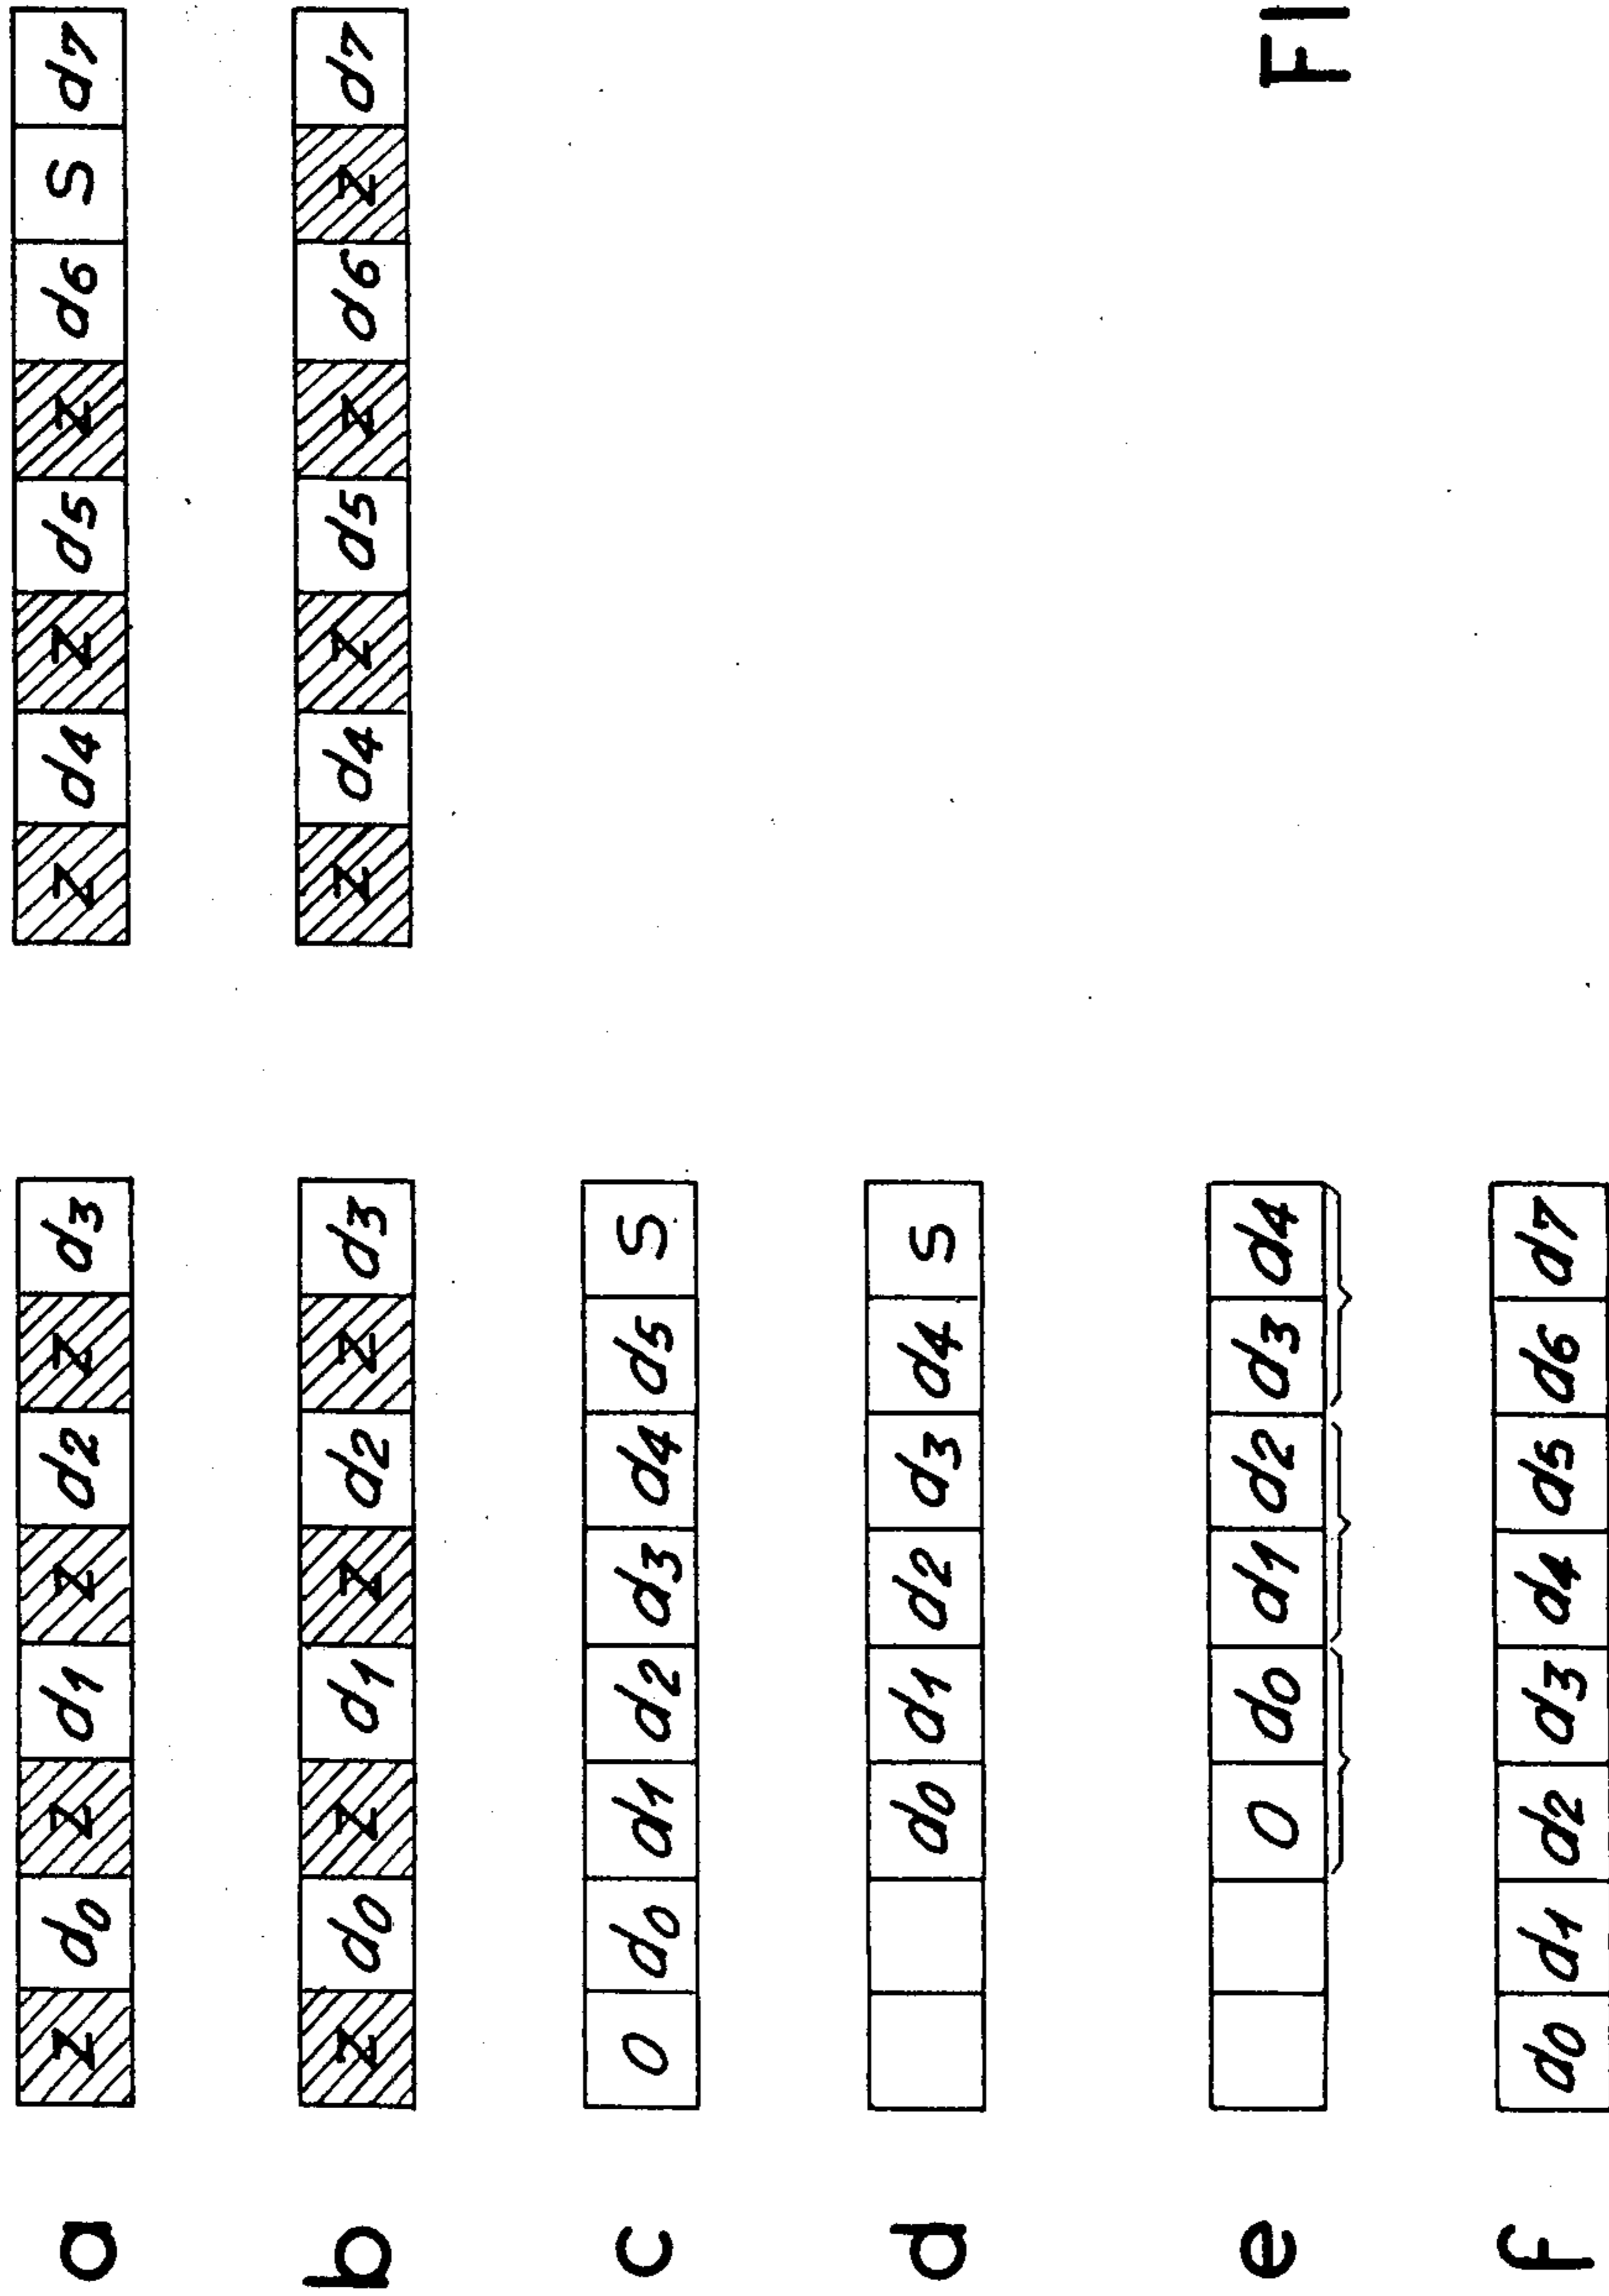 a Z d0 Z d1 Z d2 Z d3 Z d4 Z d5 Z d6 S d7
b Z d0 Z d1 Z d2 Z d3 Z d4 Z d5 Z d6 Z d7
c 0 d0 d1 d2 d3 d4 d5 S
d d0 d1 d2 d3 d4 S
e 0 d0 d1 d2 d3 d4
FI
f d0 d1 d2 d3 d4 d5 d6 d7